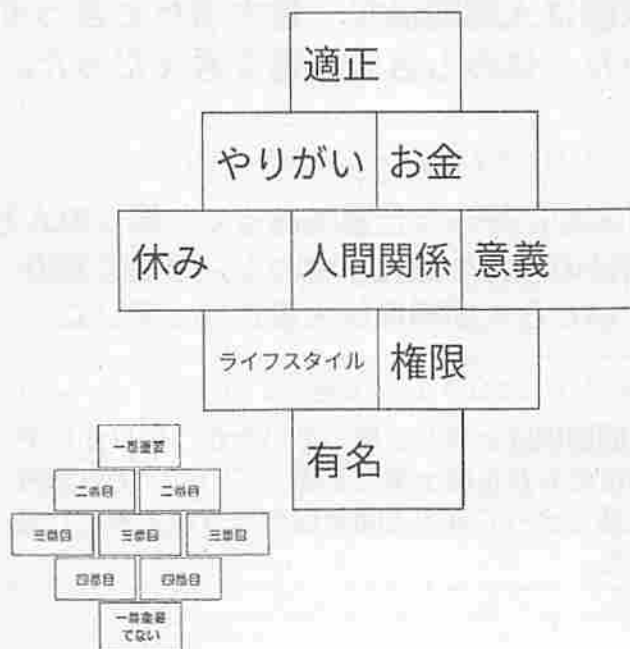 適正
やりがい お金
休み 人間関係 意義
ライフスタイル 権限
有名
一番重要
二番目 二番目
三番目 三番目 三番目
四番目 四番目
一番重要
でない